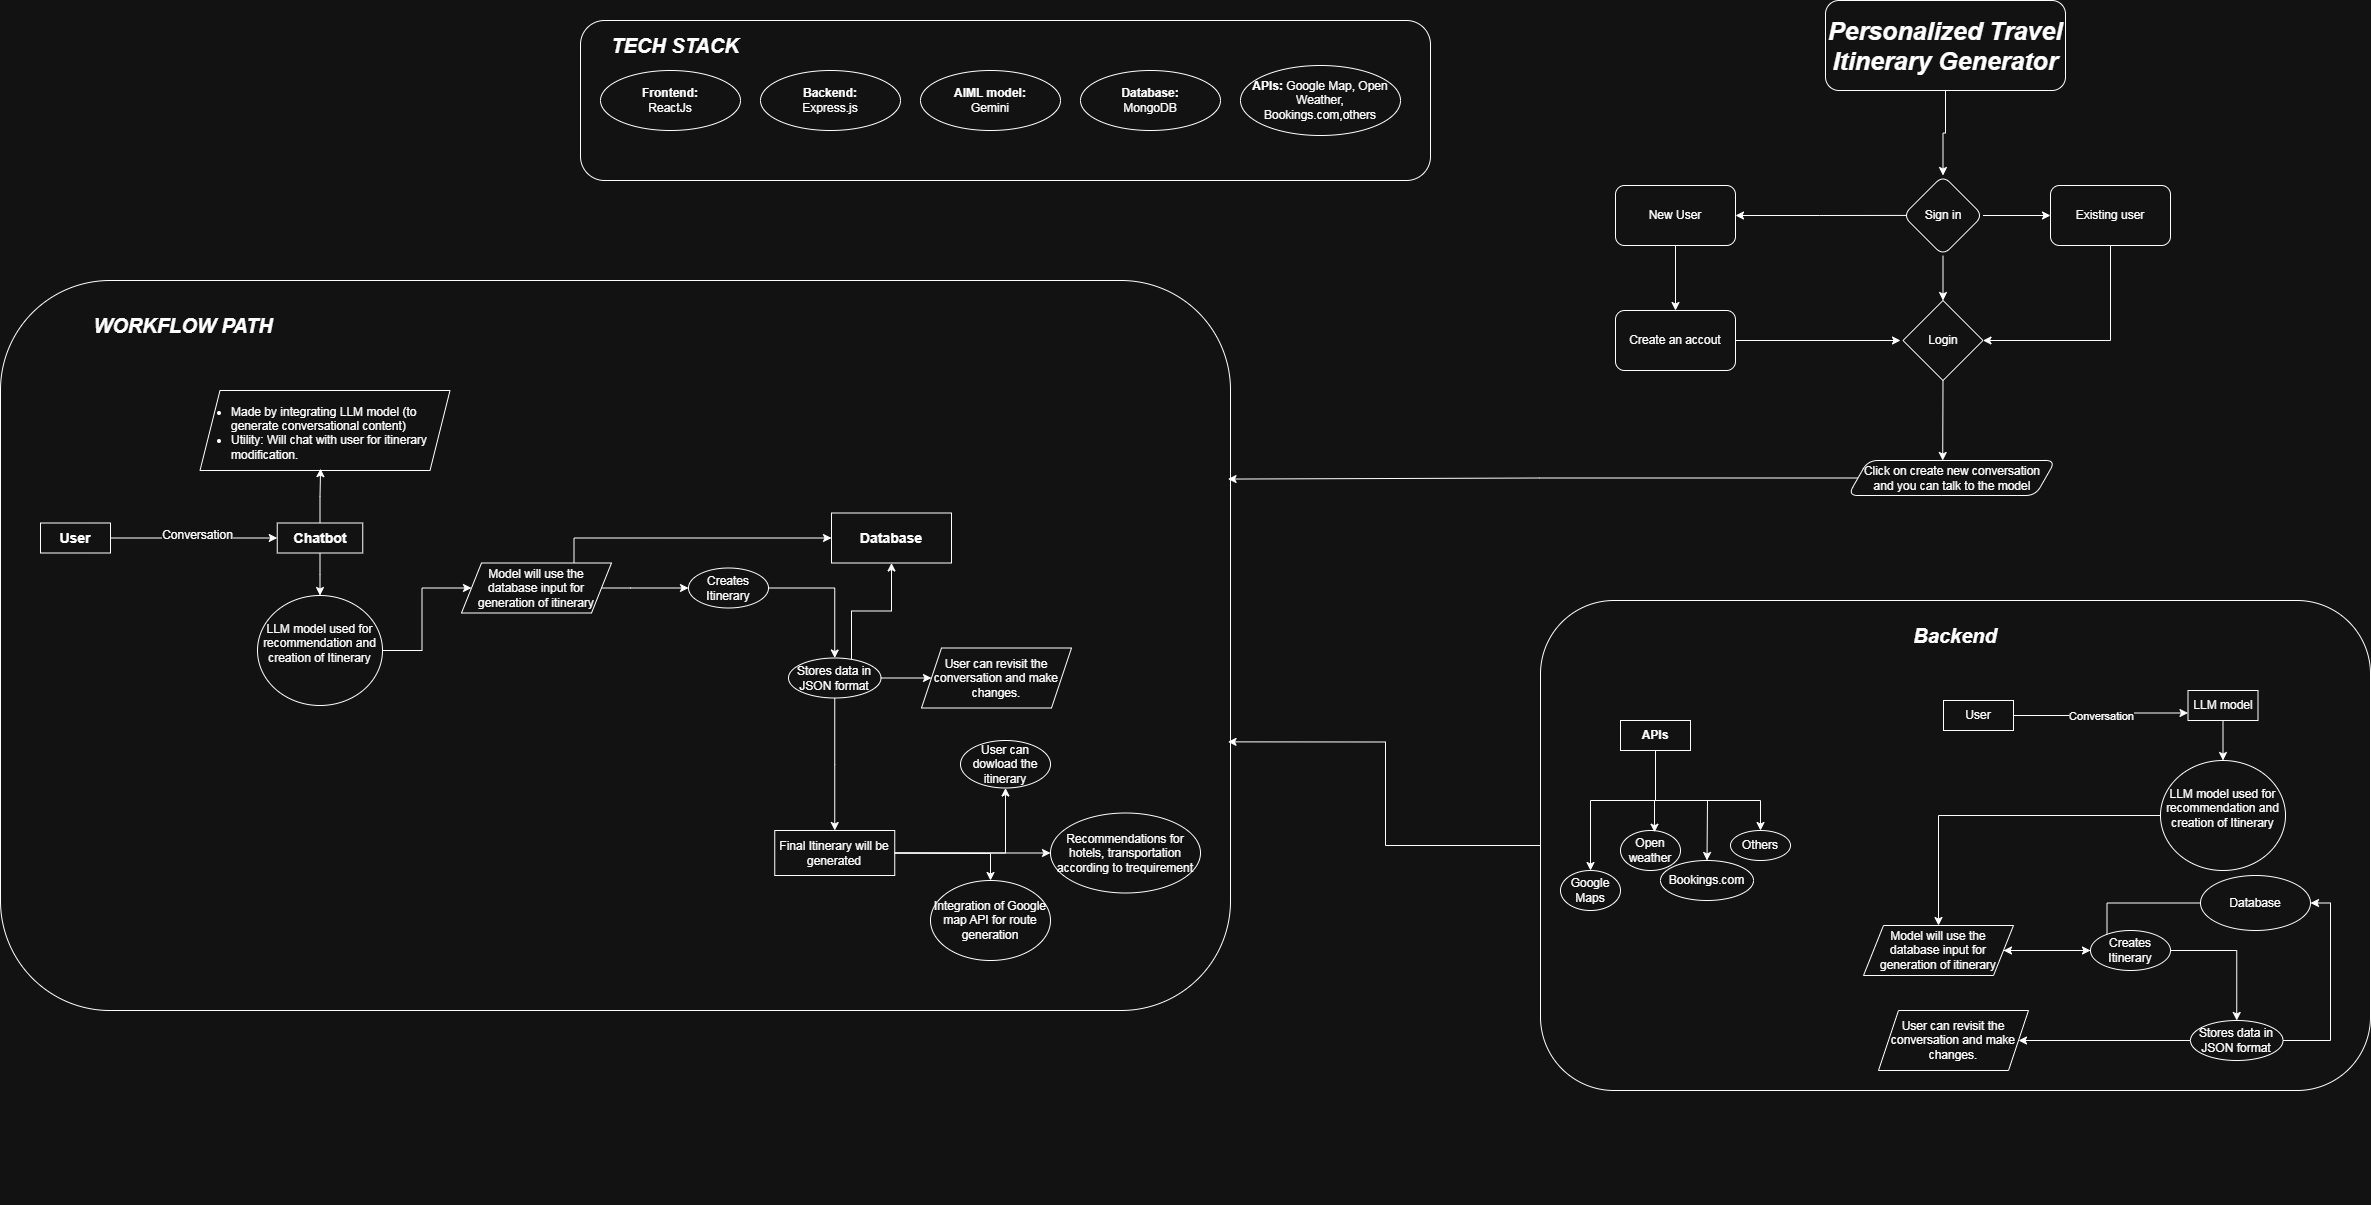 TECH STACK
Frontend:
ReactJs
Backend:
Express.js
AIML model:
Gemini
Database:
MongoDB
APIs: Google Map, Open
Weather,
Bookings.com,others
Personalized Travel
Itinerary Generator
Sign in
New User
Existing user
Create an accout
Login
Click on create new conversation
and you can talk to the model
WORKFLOW PATH
• Made by integrating LLM model (to
generate conversational content)
• Utility: Will chat with user for itinerary
modification.
User
Conversation
Chatbot
LLM model used for
recommendation and
creation of Itinerary
Model will use the
database input for
generation of itinerary
Database
Creates
Itinerary
Stores data in
JSON format
User can revisit the
conversation and make
changes.
User can
dowload the
itinerary
Final Itinerary will be
generated
Recommendations for
hotels, transportation
according to trequirement
Integration of Google
map API for route
generation
Backend
APIs
Google
Maps
Open
weather
Bookings.com
Others
User
Conversation
LLM model
LLM model used for
recommendation and
creation of Itinerary
Database
Model will use the
database input for
generation of itinerary
Creates
Itinerary
User can revisit the
conversation and make
changes.
Stores data in
JSON format